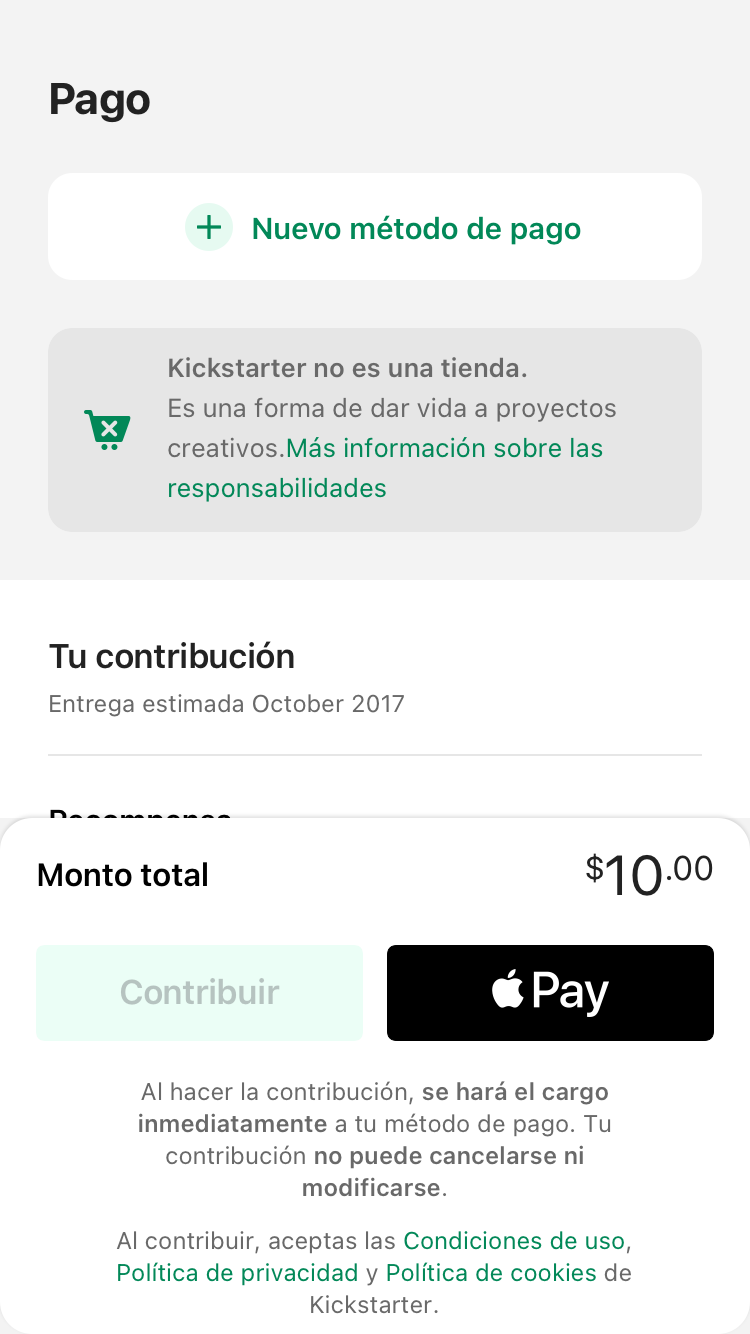 Pago
Nuevo método de pago
Kickstarter no es una tienda.
Es una forma de dar vida a proyectos
creativos.Más información sobre las
responsabilidades
Tu contribución
Entrega estimada October 2017
Recompensa
Monto total
$10.00
Contribuir
Pay
Al hacer la contribución, se hará el cargo
inmediatamente a tu método de pago. Tu
contribución no puede cancelarse ni
modificarse.
Al contribuir, aceptas las Condiciones de uso,
Política de privacidad y Política de cookies de
Kickstarter.